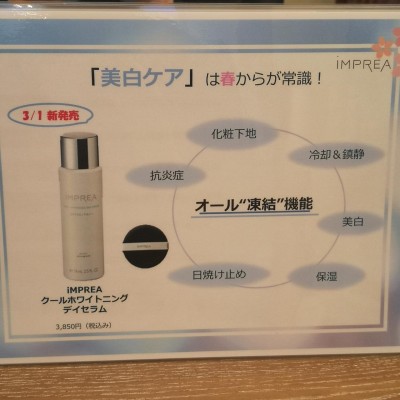 iMPREA
「美白ケア」は春からが常識!
3/1 新発売
化粧下地
冷却&鎮静
抗炎症
オール“凍結”機能
美白
日焼け止め
保湿
iMPREA
iMPREA
クールホワイトニング
デイセラム
3,850円(税込み)